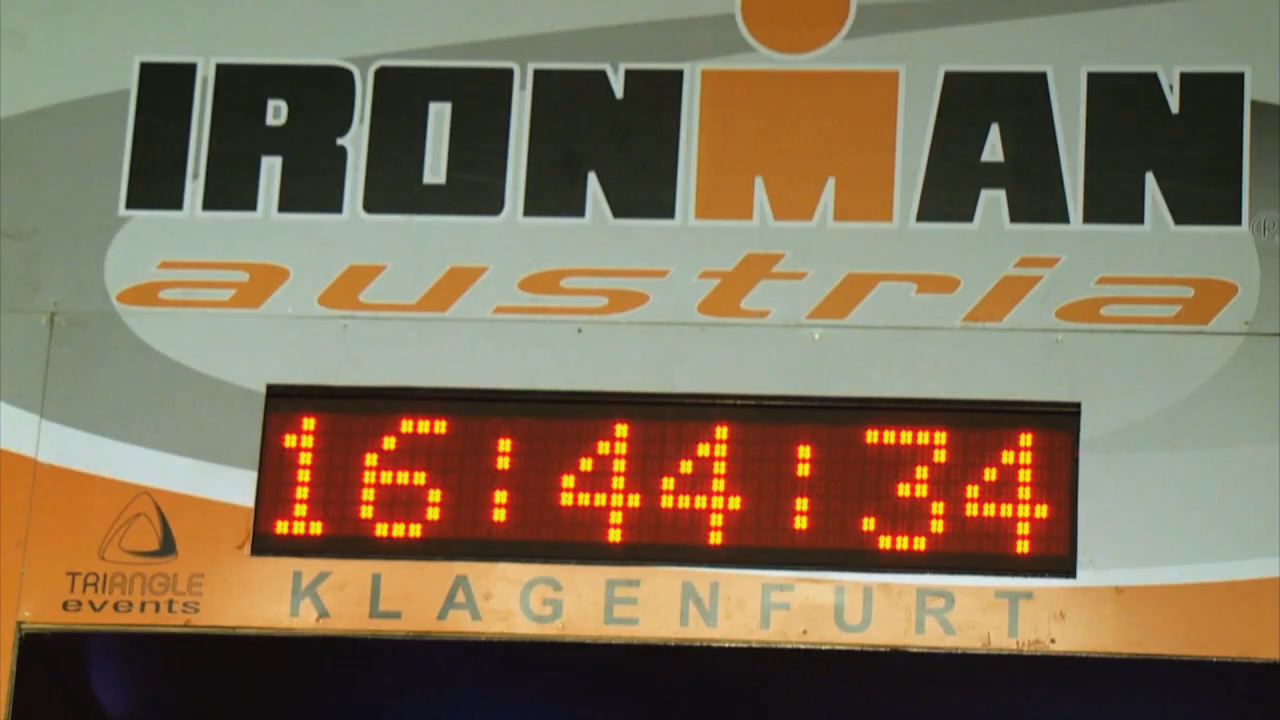 IRONMAN ®
austria
16:44:34
TRIANGLE
events
KLAGENFURT